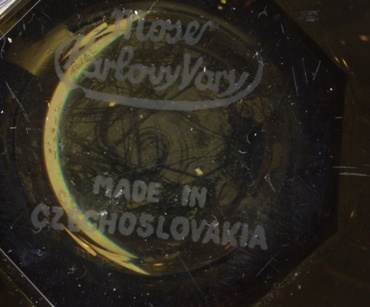 Moser
Karlovy Vary
MADE IN
CZECHOSLOVAKIA